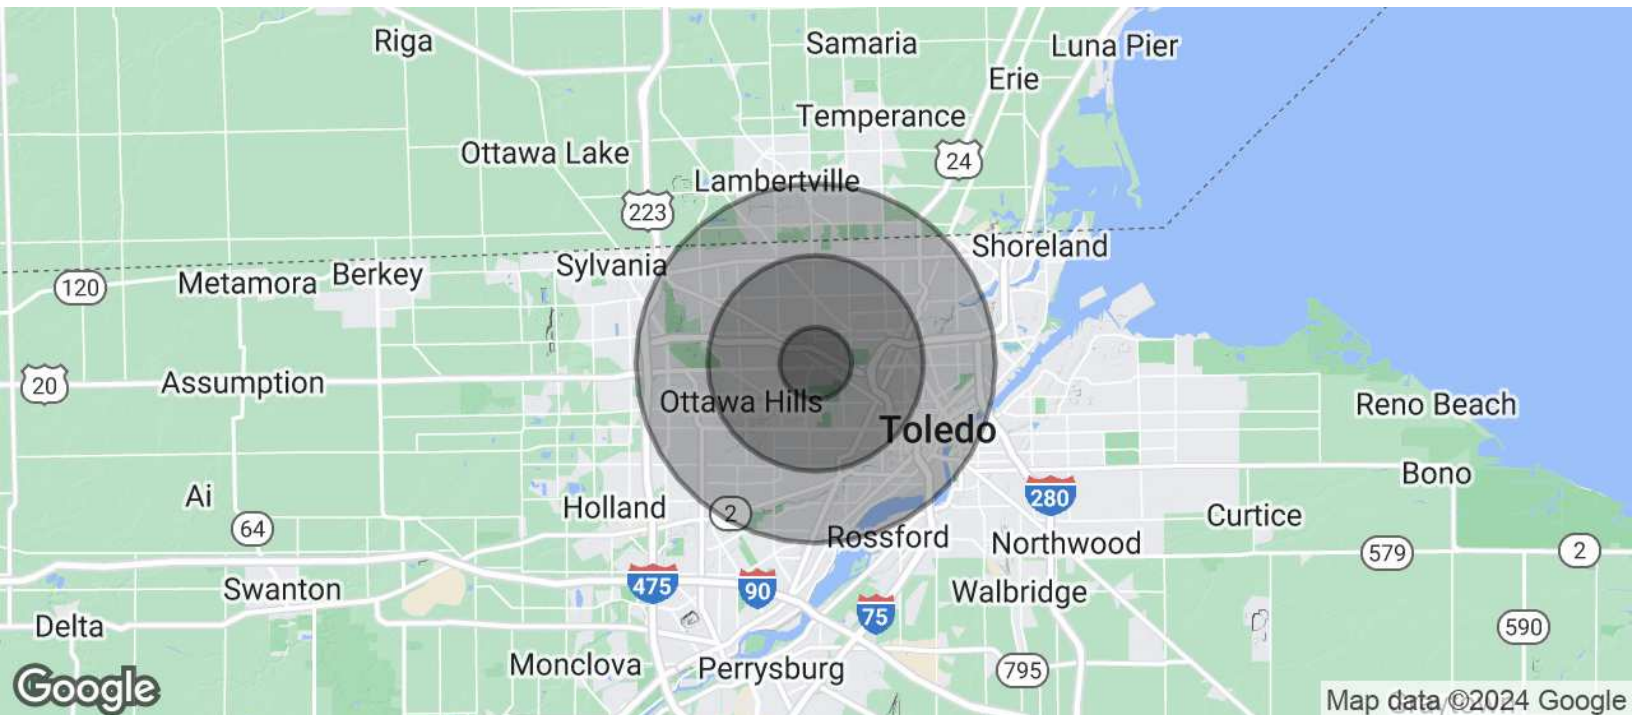 Riga
Samaria
Luna Pier
Erie
Temperance
Ottawa Lake
24
Lambertville
223
Shoreland
Sylvania
Berkey
Metamora
120
20
Assumption
Ottawa Hills
Reno Beach
Toledo
Bono
Ai
280
Holland
2
Curtice
64
Rossford
Northwood
579
2
Swanton
475
90
Walbridge
75
Delta
590
Monclova
Perrysburg
795
Google
Map data ©2024 Google